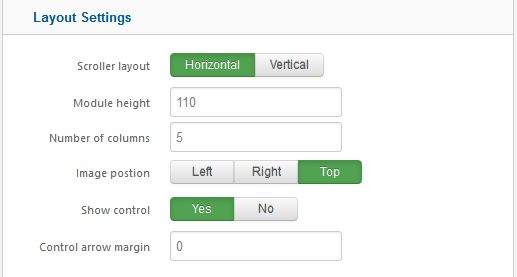 Layout Settings
Scroller layout Horizontal Vertical
Module height 110
Number of columns 5
Image postion Left Right Top
Show control Yes No
Control arrow margin 0